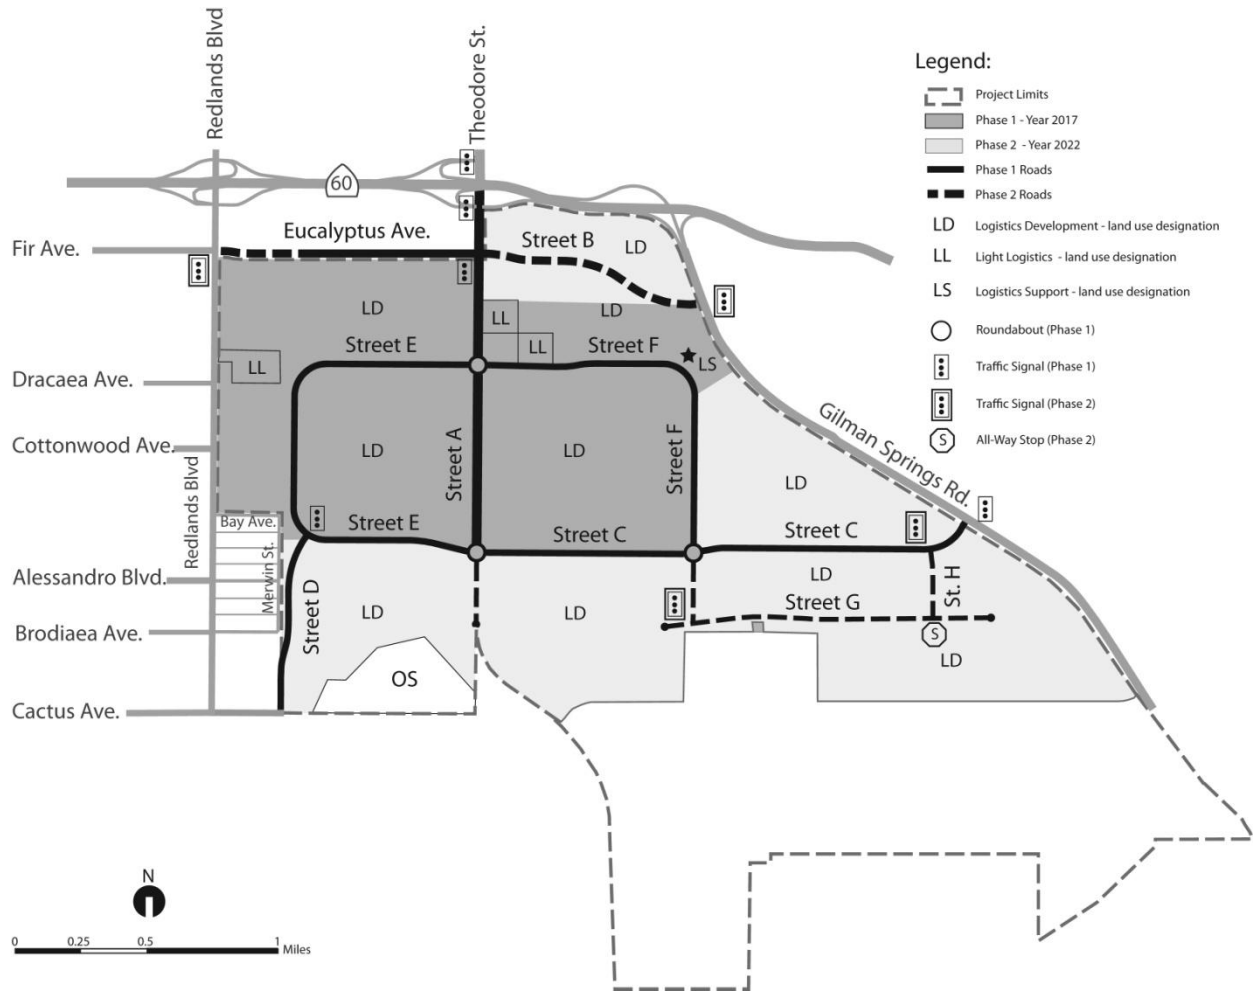 Redlands Blvd
Theodore St.
Legend:
Project Limits
Phase 1 - Year 2017
Phase 2 - Year 2022
Phase 1 Roads
Phase 2 Roads
LD Logistics Development - land use designation
LL Light Logistics - land use designation
LS Logistics Support - land use designation
Roundabout (Phase 1)
Traffic Signal (Phase 1)
Traffic Signal (Phase 2)
S All-Way Stop (Phase 2)
60
Fir Ave.
Eucalyptus Ave.
Street B
LD
LD
LD
LL
LL
LL
LS
Street E
Street F
Dracaea Ave.
Cottonwood Ave.
Redlands Blvd
LD
Street A
LD
Street F
LD
Gilman Springs Rd.
Bay Ave.
Street E
Street C
Street C
Alessandro Blvd.
Merwin St.
Street D
LD
LD
LD
Street G
St. H
Brodiaea Ave.
S
LD
OS
Cactus Ave.
N
0 0.25 0.5 1
Miles